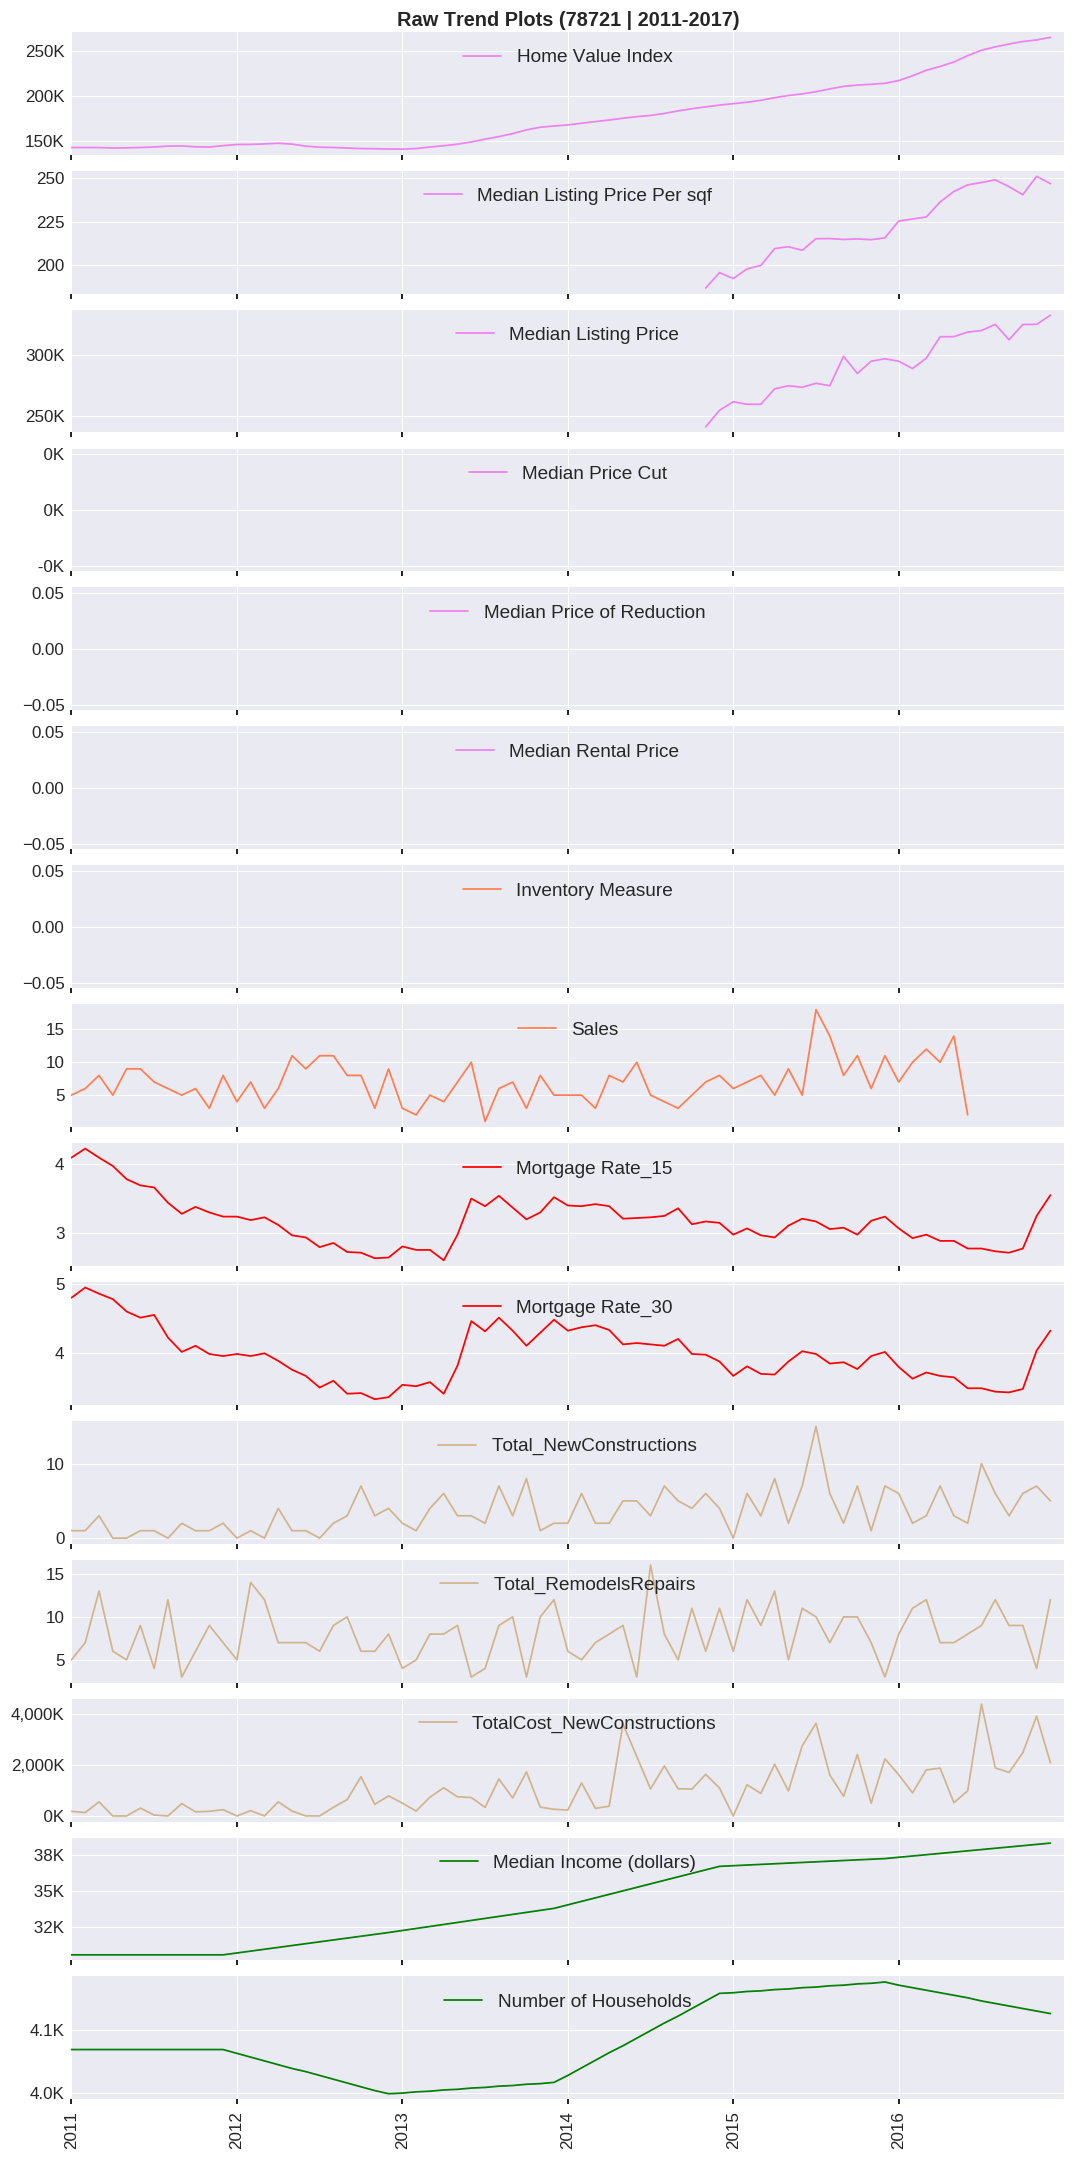 Raw Trend Plots (78721 | 2011-2017)
Home Value Index
250K
200K
150K
Median Listing Price Per sqf
250
225
200
Median Listing Price
300K
250K
Median Price Cut
0K
0K
-0K
Median Price of Reduction
0.05
0.00
−0.05
Median Rental Price
0.05
0.00
−0.05
Inventory Measure
0.05
0.00
−0.05
Sales
15
10
5
Mortgage Rate_15
4
3
Mortgage Rate_30
5
4
Total_NewConstructions
10
0
Total_RemodelsRepairs
15
10
5
TotalCost_NewConstructions
4,000K
2,000K
0K
Median Income (dollars)
38K
35K
32K
Number of Households
4.1K
4.0K
2011
2012
2013
2014
2015
2016